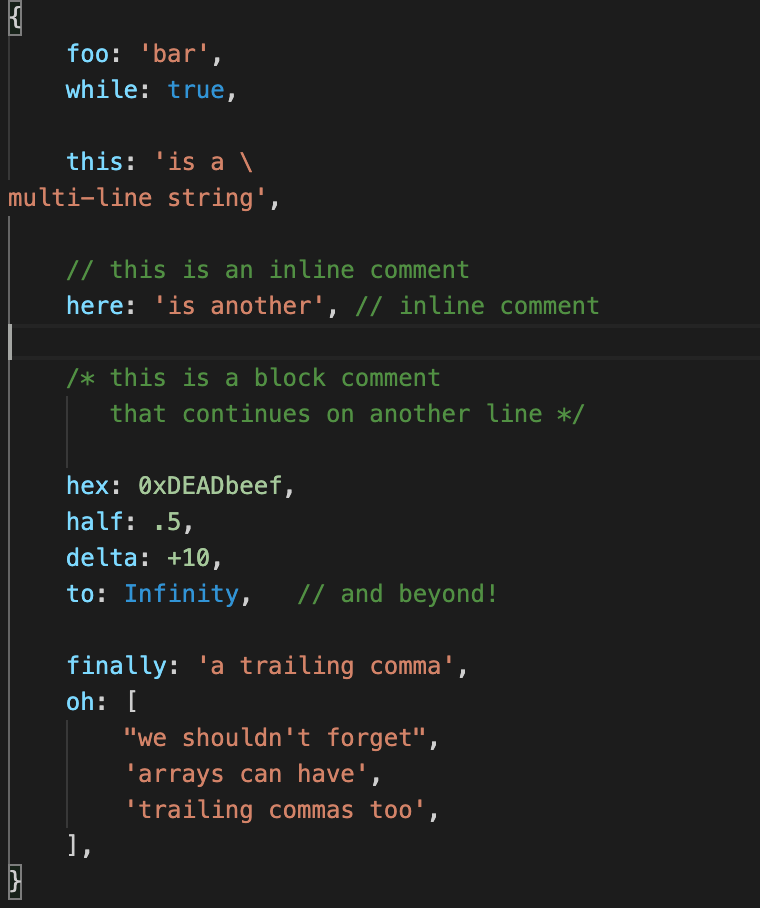 {
    foo: 'bar',
    while: true,

    this: 'is a \
multi-line string',

    // this is an inline comment
    here: 'is another', // inline comment

    /* this is a block comment
       that continues on another line */

    hex: 0xDEADbeef,
    half: .5,
    delta: +10,
    to: Infinity,   // and beyond!

    finally: 'a trailing comma',
    oh: [
        "we shouldn't forget",
        'arrays can have',
        'trailing commas too',
    ],
}